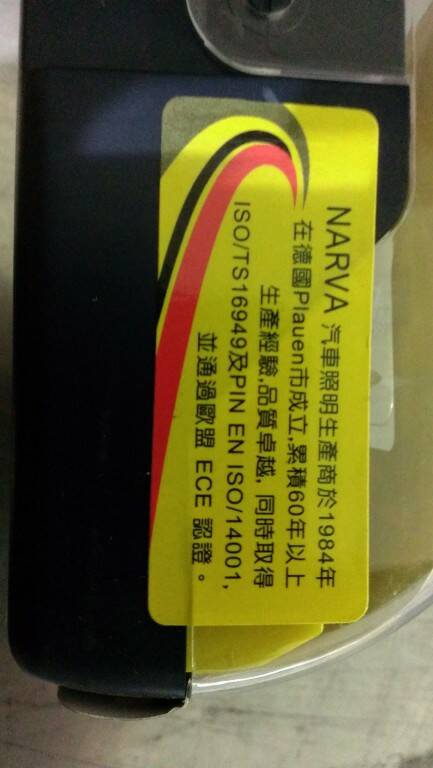 NARVA 汽車照明生產商於1984年
在德國Plauen市成立,累積60年以上
生產經驗,品質卓越, 同時取得
ISO/TS16949及PIN EN ISO/14001,
並通過歐盟 ECE 認證。